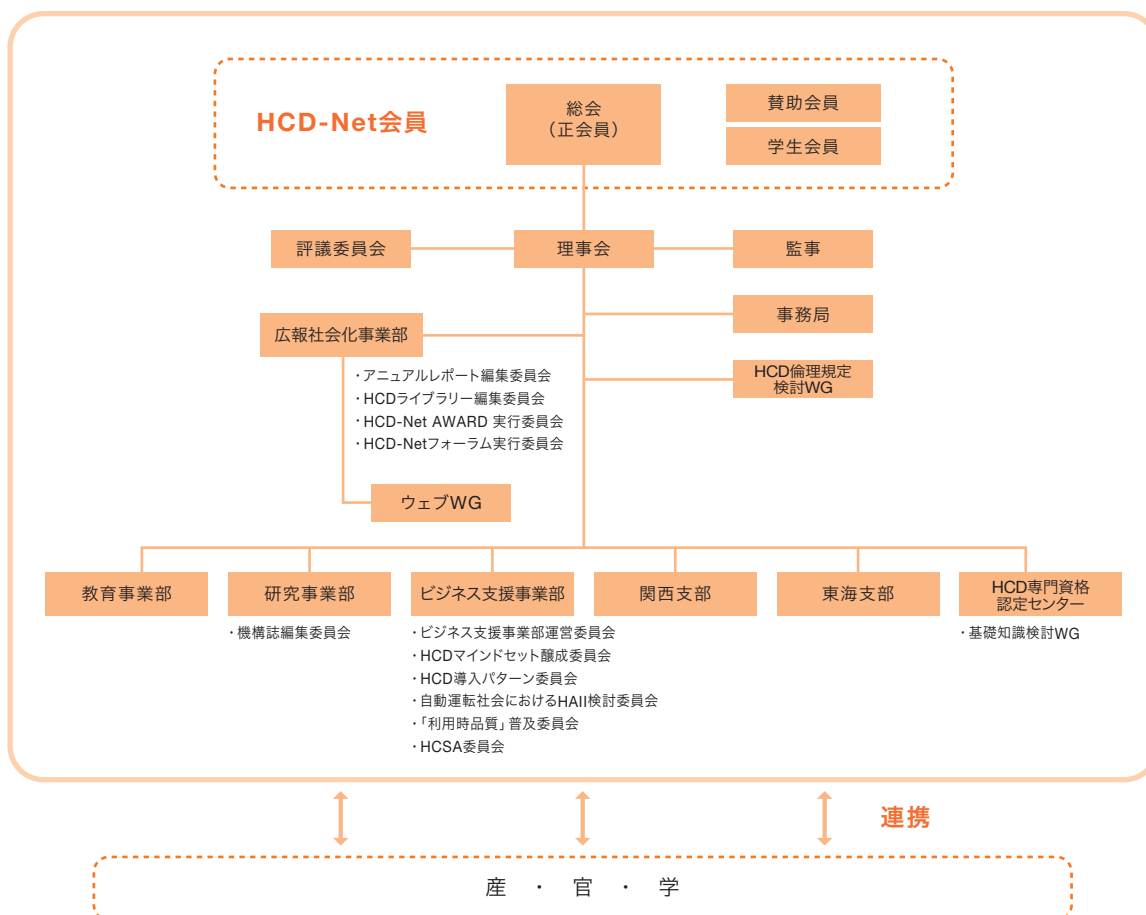 HCD-Net会員
総会
（正会員）
賛助会員
学生会員
評議委員会
理事会
監事
事務局
広報社会化事業部
HCD倫理規定
検討WG
・アニュアルレポート編集委員会
・HCDライブラリー編集委員会
・HCD-Net AWARD 実行委員会
・HCD-Netフォーラム実行委員会
ウェブWG
教育事業部
研究事業部
・機構誌編集委員会
ビジネス支援事業部
・ビジネス支援事業部運営委員会
・HCDマインドセット醸成委員会
・HCD導入パターン委員会
・自動運転社会におけるHAII検討委員会
・「利用時品質」普及委員会
・HCSA委員会
関西支部
東海支部
HCD専門資格
認定センター
・基礎知識検討WG
連携
産 ・ 官 ・ 学